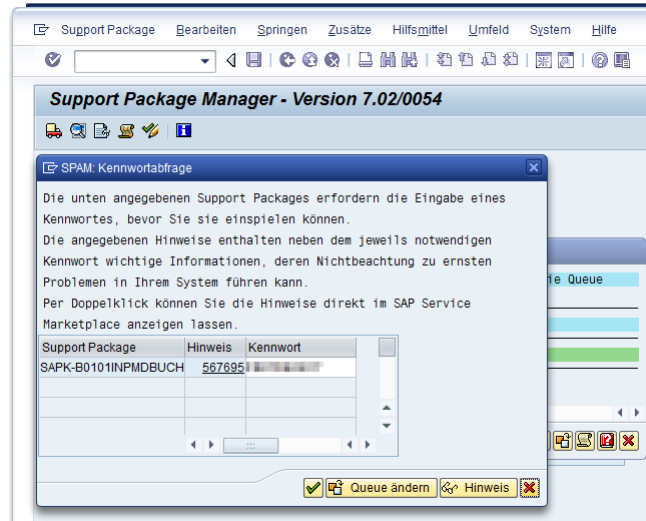 Support Package Bearbeiten Springen Zusätze Hilfsmittel Umfeld System Hilfe
Support Package Manager - Version 7.02/0054
SPAM: Kennwortabfrage
Die unten angegebenen Support Packages erfordern die Eingabe eines
Kennwortes, bevor Sie sie einspielen können.
Die angegebenen Hinweise enthalten neben dem jeweils notwendigen
Kennwort wichtige Informationen, deren Nichtbeachtung zu ernsten
Problemen in Ihrem System führen kann.
Per Doppelklick können Sie die Hinweise direkt im SAP Service
Marketplace anzeigen lassen.
Support Package Hinweis Kennwort
SAPK-B0101INPMDBUCH 567695
Queue ändern Hinweis
ie Queue